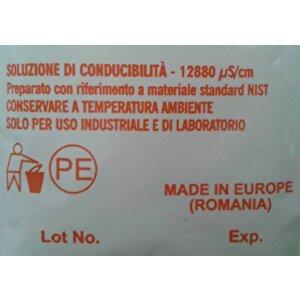 SOLUZIONE DI CONDUCIBILITÀ - 12880 µS/cm
Preparato con riferimento a materiale standard NIST
CONSERVARE A TEMPERATURA AMBIENTE
SOLO PER USO INDUSTRIALE E DI LABORATORIO
PE
MADE IN EUROPE
(ROMANIA)
Lot No. Exp.